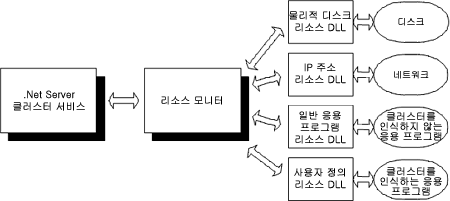 물리적 디스크
리소스 DLL
디스크
IP 주소
리소스 DLL
네트워크
.Net Server
클러스터 서비스
리소스 모니터
일반 응용
프로그램
리소스 DLL
클러스터를
인식하지 않는
응용 프로그램
사용자 정의
리소스 DLL
클러스터를
인식하는 응용
프로그램